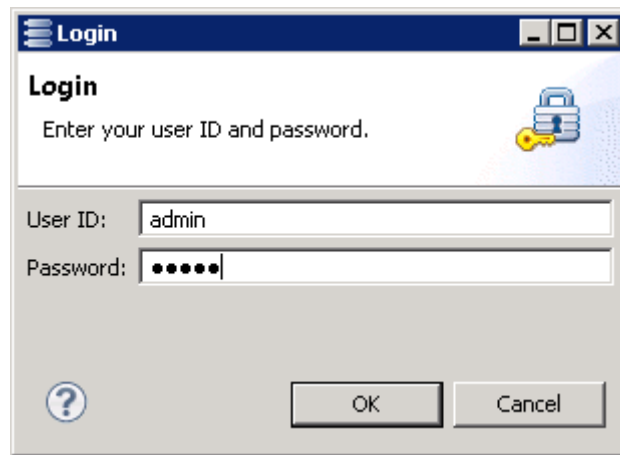 Login
Login
Enter your user ID and password.
User ID: admin
Password: ●●●●●
? OK Cancel